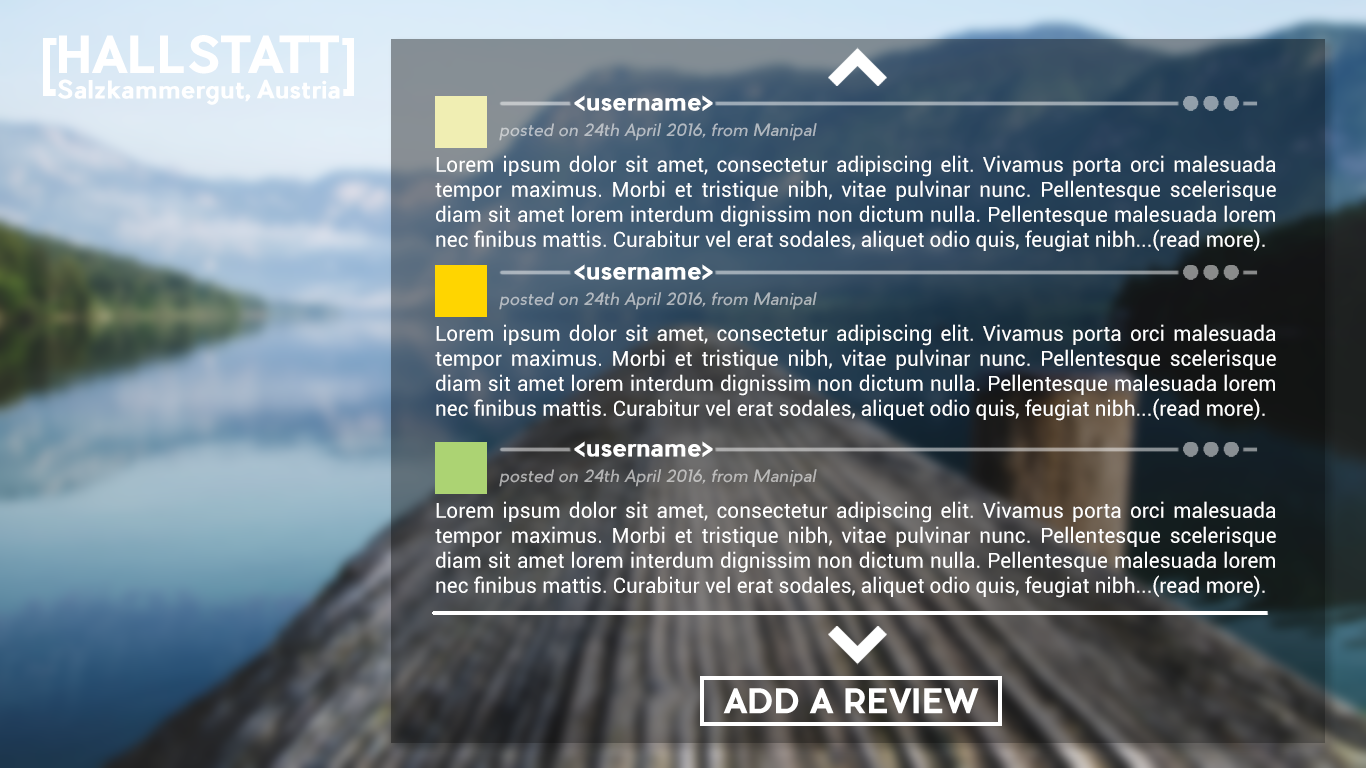 [HALLSTATT]
Salzkammergut, Austria
<username>
posted on 24th April 2016, from Manipal
Lorem ipsum dolor sit amet, consectetur adipiscing elit. Vivamus porta orci malesuada
tempor maximus. Morbi et tristique nibh, vitae pulvinar nunc. Pellentesque scelerisque
diam sit amet lorem interdum dignissim non dictum nulla. Pellentesque malesuada lorem
nec finibus mattis. Curabitur vel erat sodales, aliquet odio quis, feugiat nibh...(read more).
<username>
posted on 24th April 2016, from Manipal
Lorem ipsum dolor sit amet, consectetur adipiscing elit. Vivamus porta orci malesuada
tempor maximus. Morbi et tristique nibh, vitae pulvinar nunc. Pellentesque scelerisque
diam sit amet lorem interdum dignissim non dictum nulla. Pellentesque malesuada lorem
nec finibus mattis. Curabitur vel erat sodales, aliquet odio quis, feugiat nibh...(read more).
<username>
posted on 24th April 2016, from Manipal
Lorem ipsum dolor sit amet, consectetur adipiscing elit. Vivamus porta orci malesuada
tempor maximus. Morbi et tristique nibh, vitae pulvinar nunc. Pellentesque scelerisque
diam sit amet lorem interdum dignissim non dictum nulla. Pellentesque malesuada lorem
nec finibus mattis. Curabitur vel erat sodales, aliquet odio quis, feugiat nibh...(read more).
ADD A REVIEW